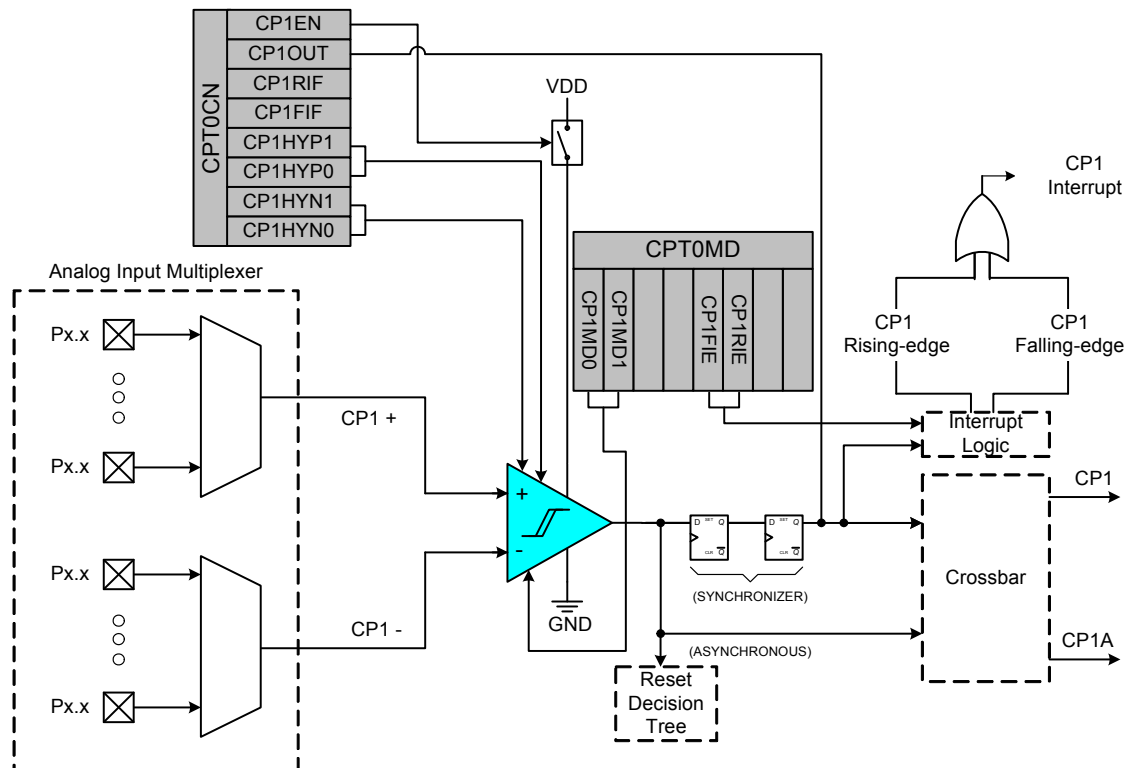 CPT0CN
CP1EN
CP1OUT
CP1RIF
CP1FIF
CP1HYP1
CP1HYP0
CP1HYN1
CP1HYN0
VDD
CP1
Interrupt
CPT0MD
CP1MD0
CP1MD1
CP1FIE
CP1RIE
CP1
Rising-edge
CP1
Falling-edge
Interrupt
Logic
Analog Input Multiplexer
Px.x
Px.x
CP1 +
Px.x
Px.x
CP1 -
+
-
GND
D SET Q
CLR Q
D SET Q
CLR Q
(SYNCHRONIZER)
(ASYNCHRONOUS)
Reset
Decision
Tree
Crossbar
CP1
CP1A